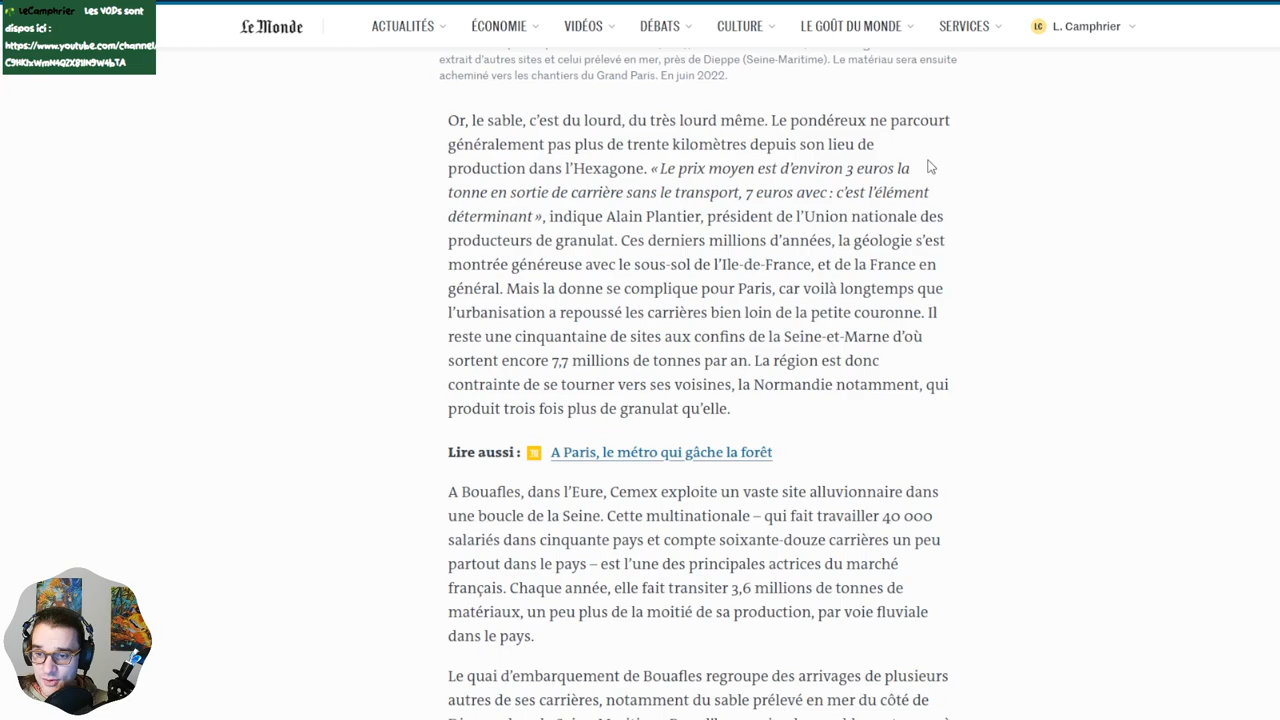 LeCamphrier Les VODs sont
dispos ici :
https://www.youtube.com/channel/
Le Monde
ACTUALITÉS
ÉCONOMIE
VIDÉOS
DÉBATS
CULTURE
LE GOÛT DU MONDE
SERVICES
LC L. Camphrier
extrait d’autres sites et celui prélevé en mer, près de Dieppe (Seine-Maritime). Le matériau sera ensuite
acheminé vers les chantiers du Grand Paris. En juin 2022.
Or, le sable, c’est du lourd, du très lourd même. Le pondéreux ne parcourt
généralement pas plus de trente kilomètres depuis son lieu de
production dans l’Hexagone. « Le prix moyen est d’environ 3 euros la
tonne en sortie de carrière sans le transport, 7 euros avec : c’est l’élément
déterminant », indique Alain Plantier, président de l’Union nationale des
producteurs de granulat. Ces derniers millions d’années, la géologie s’est
montrée généreuse avec le sous-sol de l’Ile-de-France, et de la France en
général. Mais la donne se complique pour Paris, car voilà longtemps que
l’urbanisation a repoussé les carrières bien loin de la petite couronne. Il
reste une cinquantaine de sites aux confins de la Seine-et-Marne d’où
sortent encore 7,7 millions de tonnes par an. La région est donc
contrainte de se tourner vers ses voisines, la Normandie notamment, qui
produit trois fois plus de granulat qu’elle.
Lire aussi : A Paris, le métro qui gâche la forêt
A Bouafles, dans l’Eure, Cemex exploite un vaste site alluvionnaire dans
une boucle de la Seine. Cette multinationale – qui fait travailler 40 000
salariés dans cinquante pays et compte soixante-douze carrières un peu
partout dans le pays – est l’une des principales actrices du marché
français. Chaque année, elle fait transiter 3,6 millions de tonnes de
matériaux, un peu plus de la moitié de sa production, par voie fluviale
dans le pays.
Le quai d’embarquement de Bouafles regroupe des arrivages de plusieurs
autres de ses carrières, notamment du sable prélevé en mer du côté de